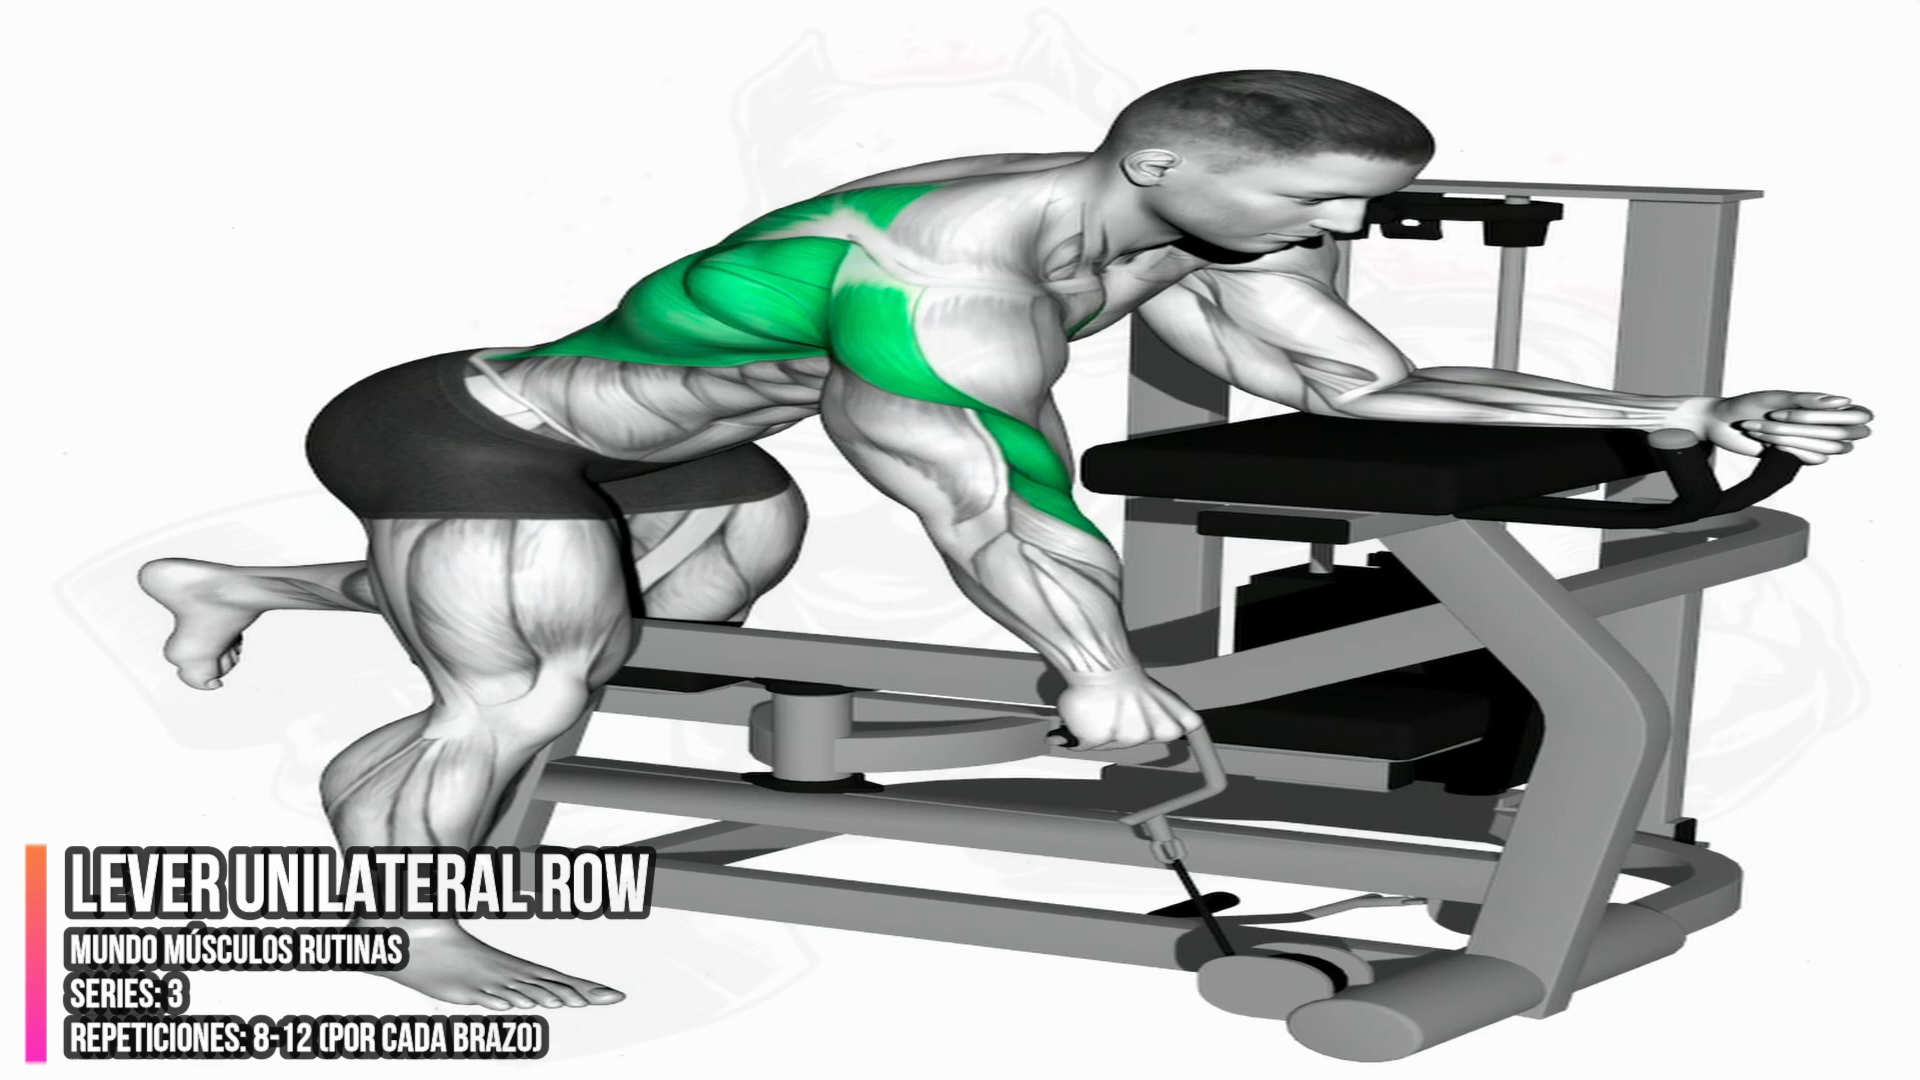 LEVER UNILATERAL ROW
MUNDO MÚSCULOS RUTINAS
SERIES: 3
REPETICIONES: 8-12 (POR CADA BRAZO)